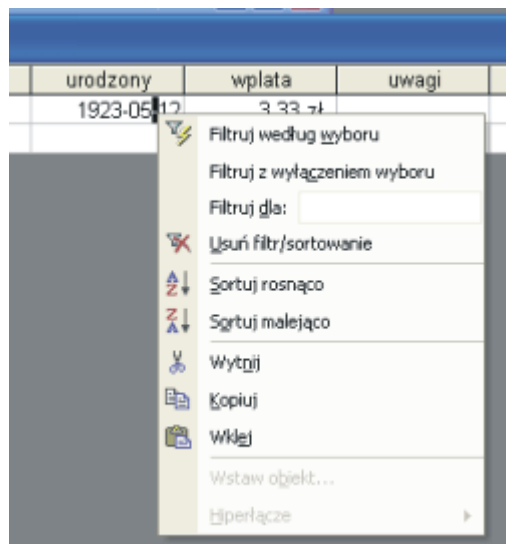 urodzony wplata uwagi
1923-05-12 3,33 zł
Filtruj według wyboru
Filtruj z wyłączeniem wyboru
Filtruj dla:
Usuń filtr/sortowanie
Sortuj rosnąco
Sortuj malejąco
Wytnij
Kopiuj
Wklej
Wstaw obiekt...
Hiperłącze